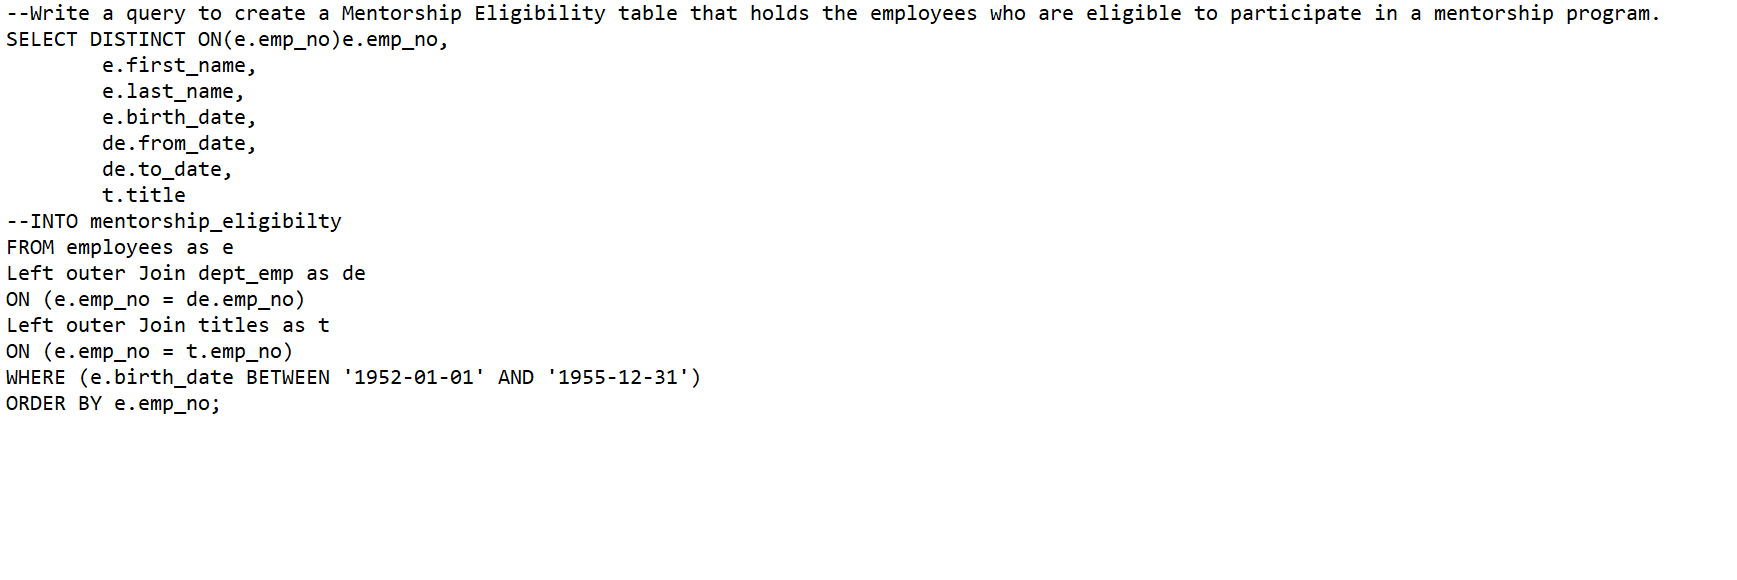 --Write a query to create a Mentorship Eligibility table that holds the employees who are eligible to participate in a mentorship program.
SELECT DISTINCT ON(e.emp_no)e.emp_no,
        e.first_name,
        e.last_name,
        e.birth_date,
        de.from_date,
        de.to_date,
        t.title
--INTO mentorship_eligibilty
FROM employees as e
Left outer Join dept_emp as de
ON (e.emp_no = de.emp_no)
Left outer Join titles as t
ON (e.emp_no = t.emp_no)
WHERE (e.birth_date BETWEEN '1952-01-01' AND '1955-12-31')
ORDER BY e.emp_no;